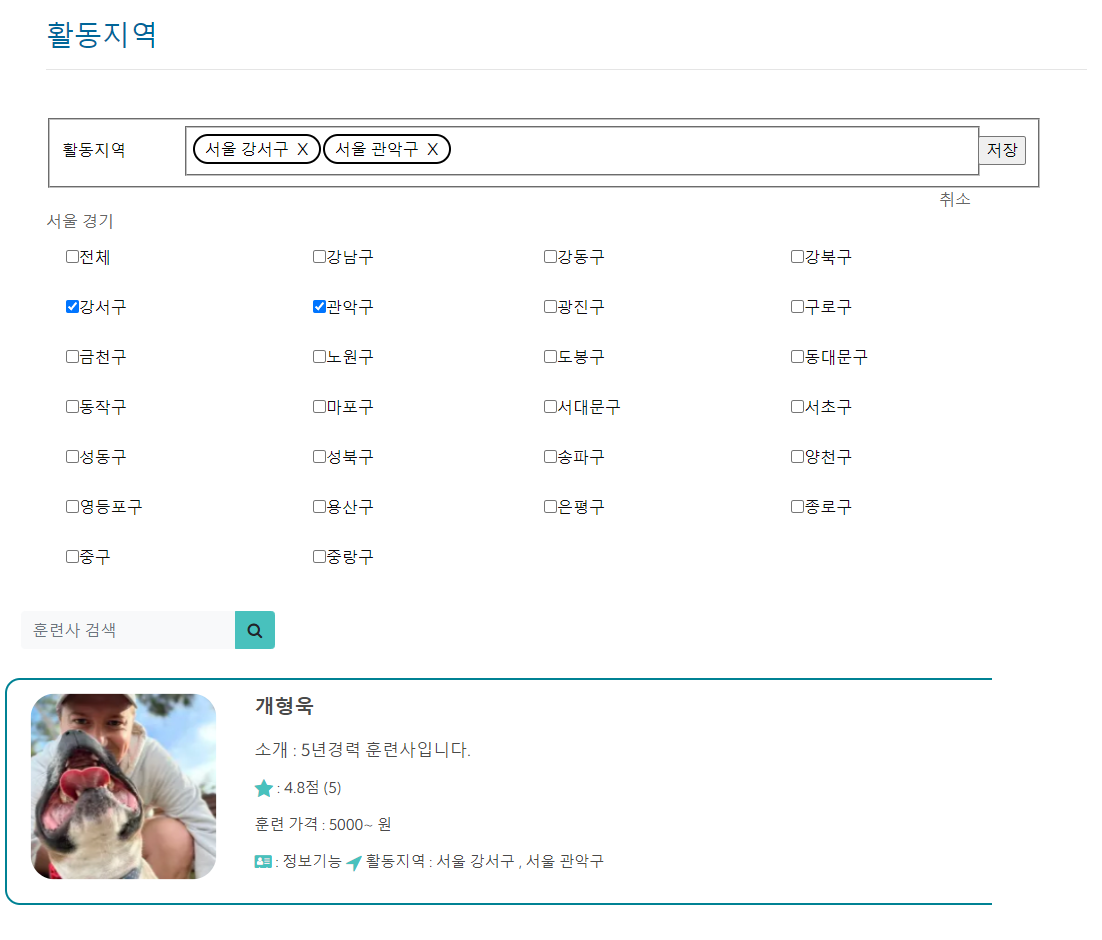 활동지역
활동지역 서울 강서구 X 서울 관악구 X 저장
취소
서울 경기
전체 강남구 강동구 강북구
강서구 관악구 광진구 구로구
금천구 노원구 도봉구 동대문구
동작구 마포구 서대문구 서초구
성동구 성북구 송파구 양천구
영등포구 용산구 은평구 종로구
중구 중랑구
훈련사 검색
개형욱
소개 : 5년경력 훈련사입니다.
: 4.8점 (5)
훈련 가격 : 5000~ 원
: 정보기능 활동지역 : 서울 강서구 , 서울 관악구